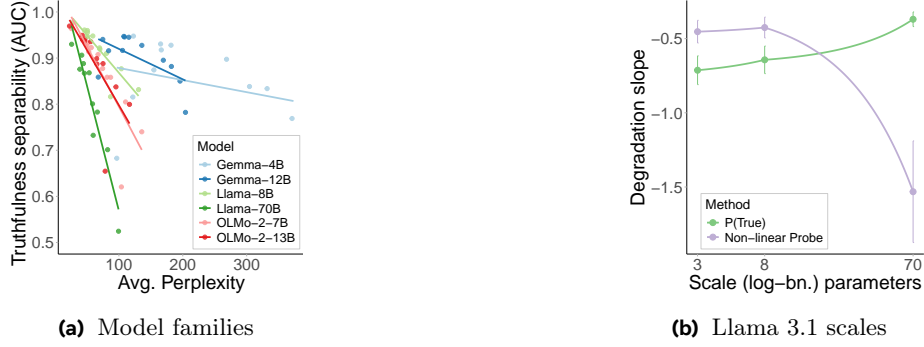 1.0
0.9
0.8
0.7
0.6
0.5
Truthfulness separability (AUC)
Model
Gemma−4B
Gemma−12B
Llama−8B
Llama−70B
OLMo−2−7B
OLMo−2−13B
100 200 300
Avg. Perplexity
(a) Model families
−0.5
−1.0
−1.5
Degradation slope
Method
P(True)
Non−linear Probe
3 8 70
Scale (log−bn.) parameters
(b) Llama 3.1 scales